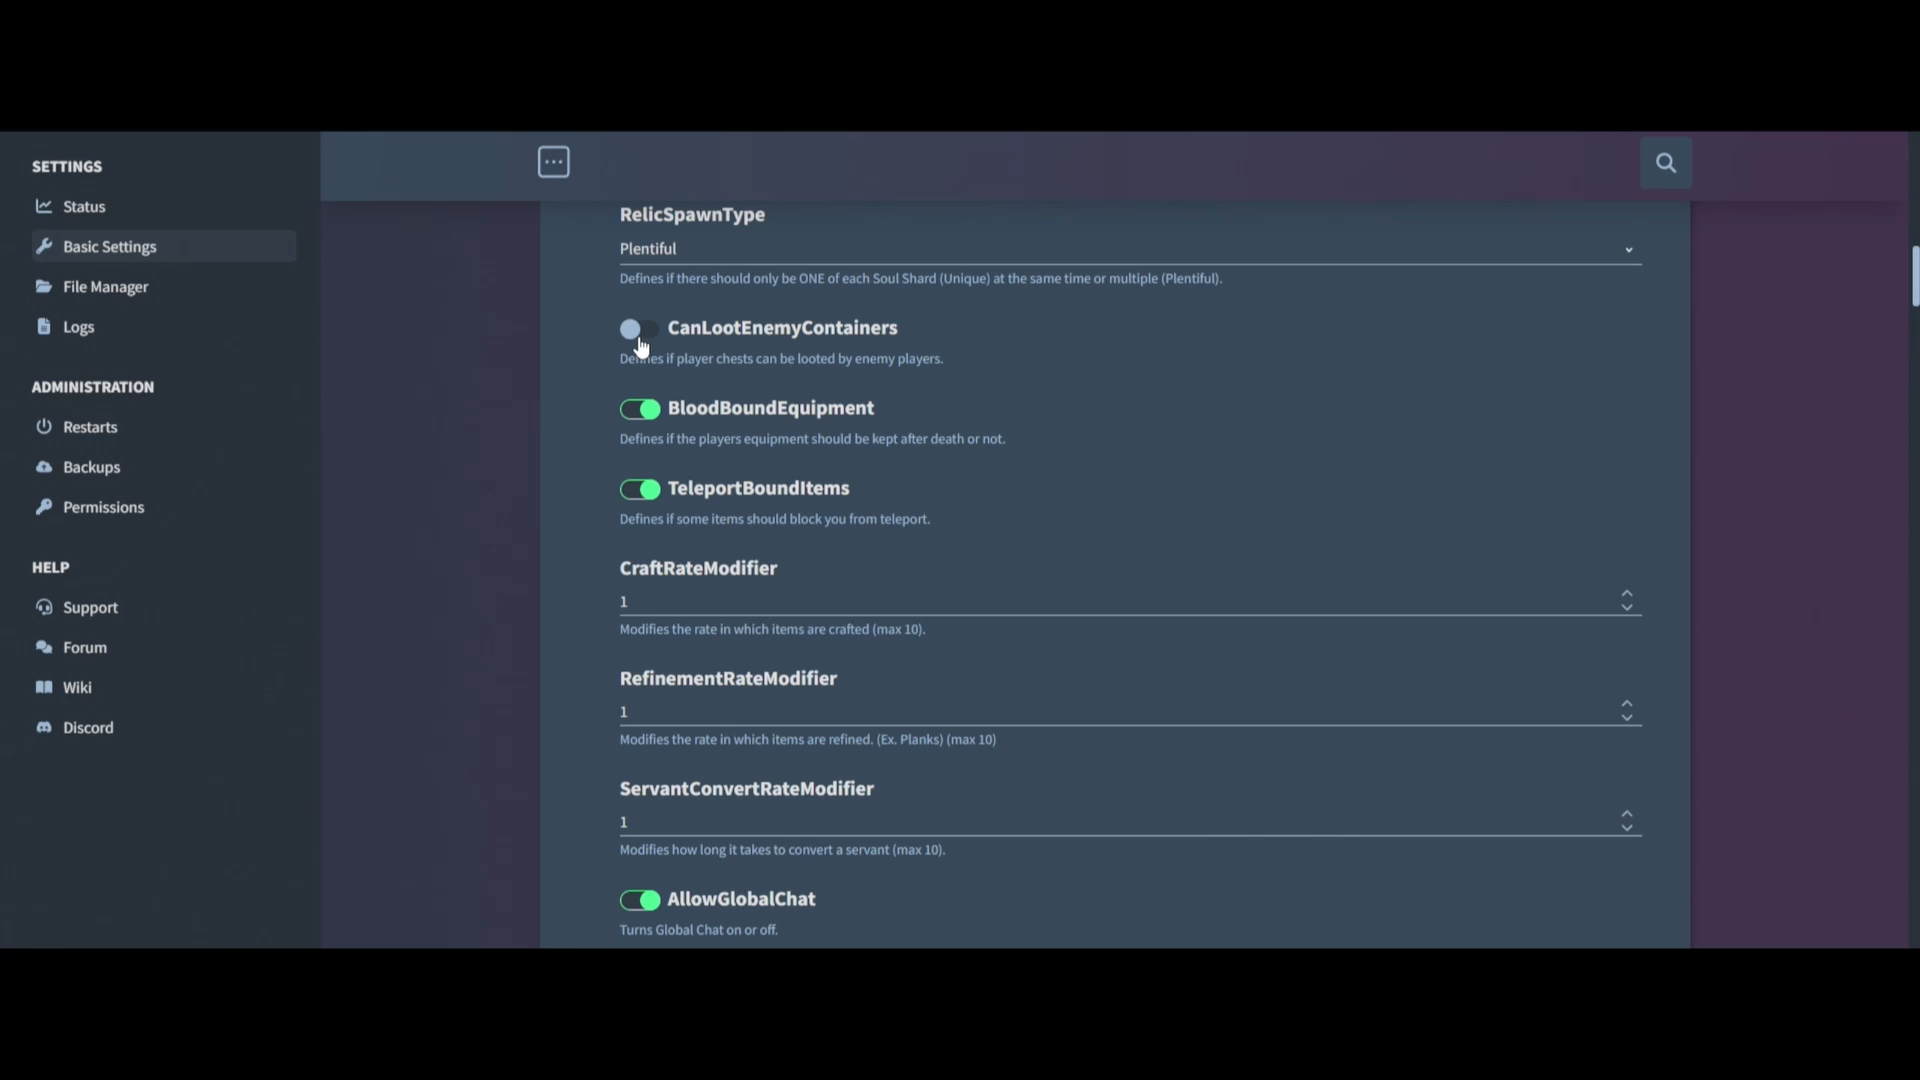 SETTINGS
Status
Basic Settings
File Manager
Logs
ADMINISTRATION
Restarts
Backups
Permissions
HELP
Support
Forum
Wiki
Discord
RelicSpawnType
Plentiful
Defines if there should only be ONE of each Soul Shard (Unique) at the same time or multiple (Plentiful).
CanLootEnemyContainers
Defines if player chests can be looted by enemy players.
BloodBoundEquipment
Defines if the players equipment should be kept after death or not.
TeleportBoundItems
Defines if some items should block you from teleport.
CraftRateModifier
1
Modifies the rate in which items are crafted (max 10).
RefinementRateModifier
1
Modifies the rate in which items are refined. (Ex. Planks) (max 10)
ServantConvertRateModifier
1
Modifies how long it takes to convert a servant (max 10).
AllowGlobalChat
Turns Global Chat on or off.